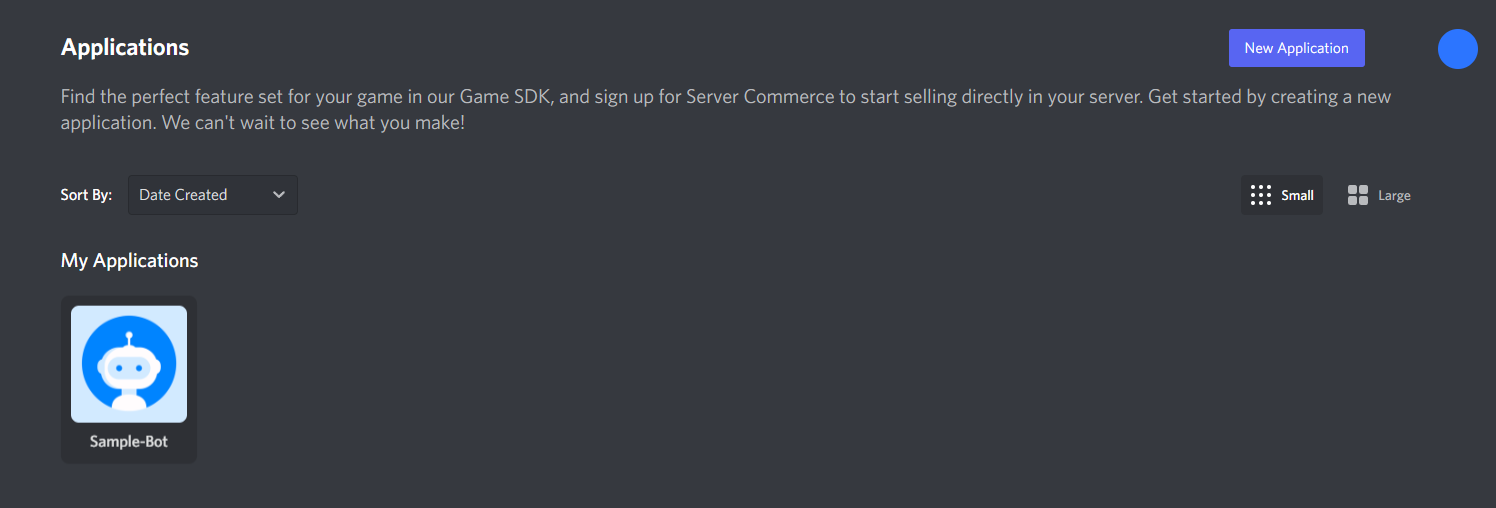 Applications
New Application
Find the perfect feature set for your game in our Game SDK, and sign up for Server Commerce to start selling directly in your server. Get started by creating a new
application. We can't wait to see what you make!
Sort By:
Date Created
Small
Large
My Applications
Sample-Bot